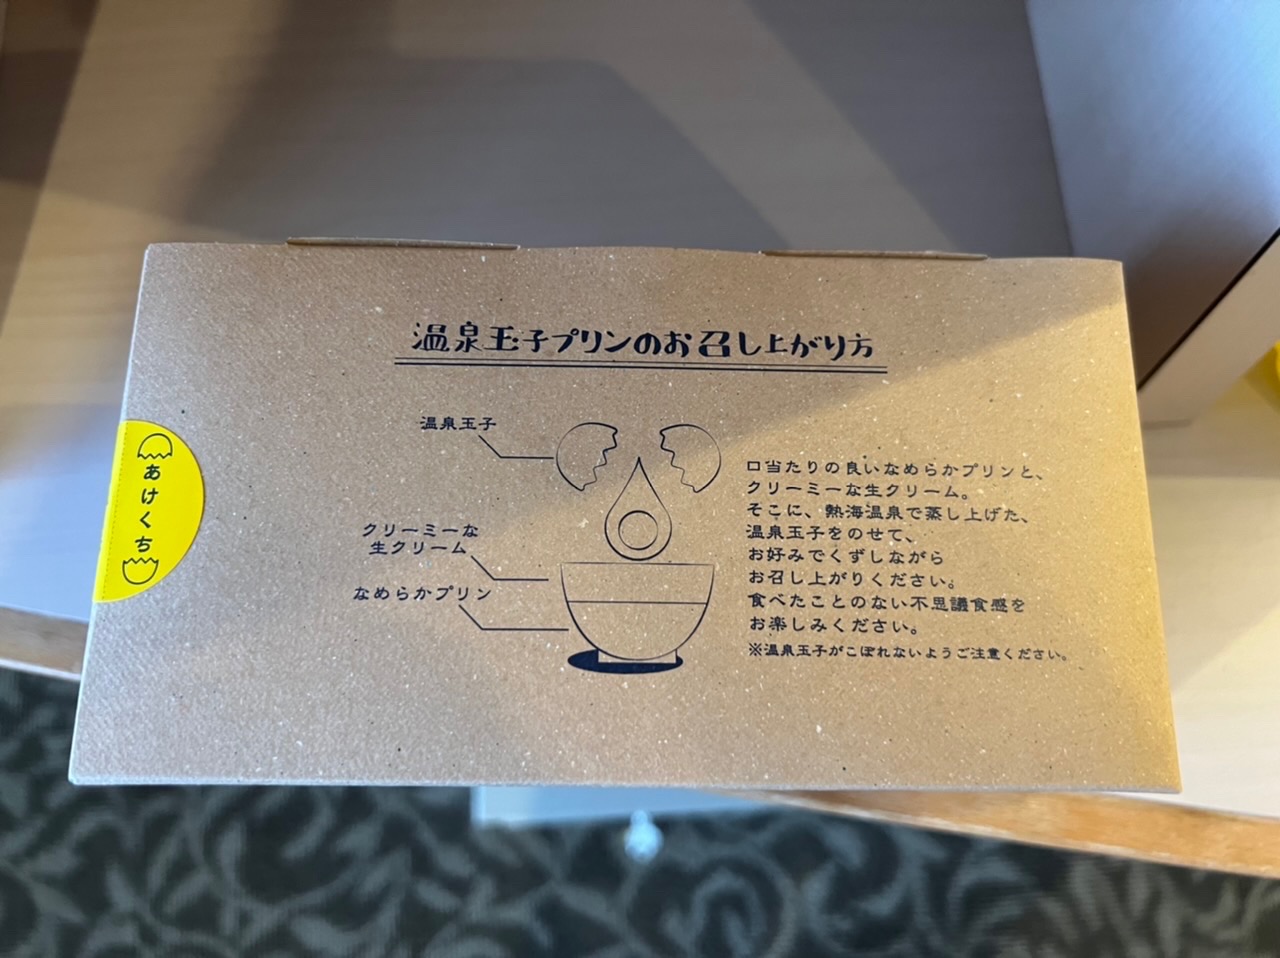 温泉玉子プリンのお召し上がり方
温泉玉子
クリーミーな
生クリーム
なめらかプリン
口当たりの良いなめらかプリンと、
クリーミーな生クリーム。
そこに、熱海温泉で蒸し上げた、
温泉玉子をのせて、
お好みでくずしながら
お召し上がりください。
食べたことのない不思議食感を
お楽しみください。
※温泉玉子がこぼれないようご注意ください。
あけくち